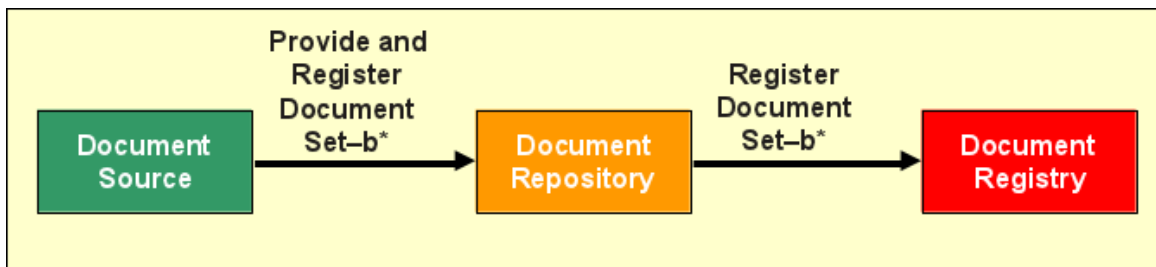 Provide and
Register
Document
Set–b*
Register
Document
Set–b*
Document
Source
Document
Repository
Document
Registry